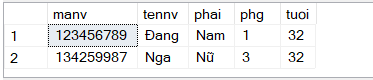 manv tennv phai phg tuoi
1 123456789 Đang Nam 1 32
2 134259987 Nga Nữ 3 32